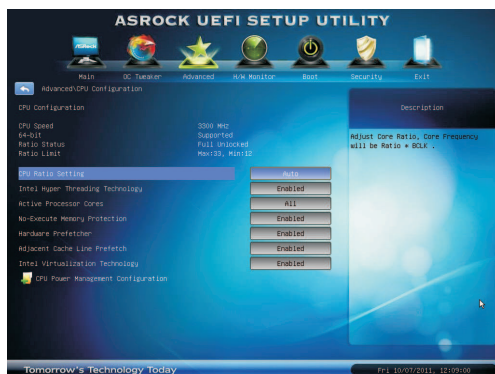 ASROCK UEFI SETUP UTILITY
ASRock
Main OC Tweaker Advanced H/W Monitor Boot Security Exit
Advanced\CPU Configuration
CPU Configuration
Description
CPU Speed 3300 MHz
64-bit Supported
Ratio Status Full Unlocked
Ratio Limit Max:33, Min:12
Adjust Core Ratio, Core Frequency
will be Ratio * BCLK .
CPU Ratio Setting Auto
Intel Hyper Threading Technology Enabled
Active Processor Cores All
No-Execute Memory Protection Enabled
Hardware Prefetcher Enabled
Adjacent Cache Line Prefetch Enabled
Intel Virtualization Technology Enabled
CPU Power Management Configuration
Tomorrow's Technology Today
Fri 10/07/2011, 12:09:00